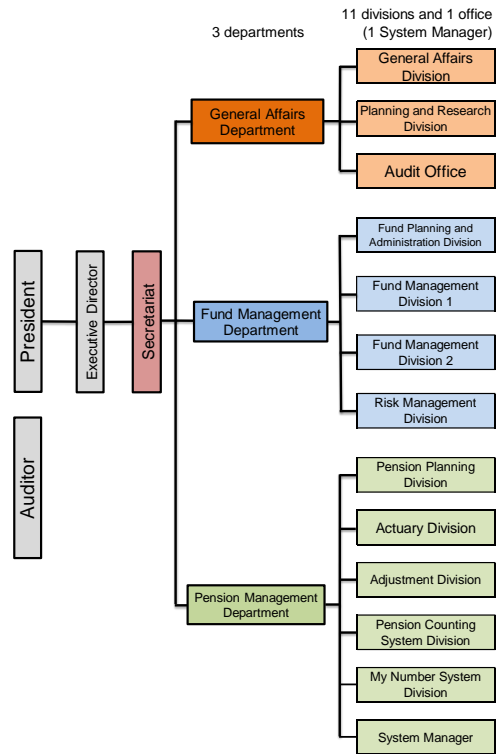 3 departments
11 divisions and 1 office
(1 System Manager)
President
Auditor
Executive Director
Secretariat
General Affairs
Department
General Affairs
Division
Planning and Research
Division
Audit Office
Fund Management
Department
Fund Planning and
Administration Division
Fund Management
Division 1
Fund Management
Division 2
Risk Management
Division
Pension Management
Department
Pension Planning
Division
Actuary Division
Adjustment Division
Pension Counting
System Division
My Number System
Division
System Manager